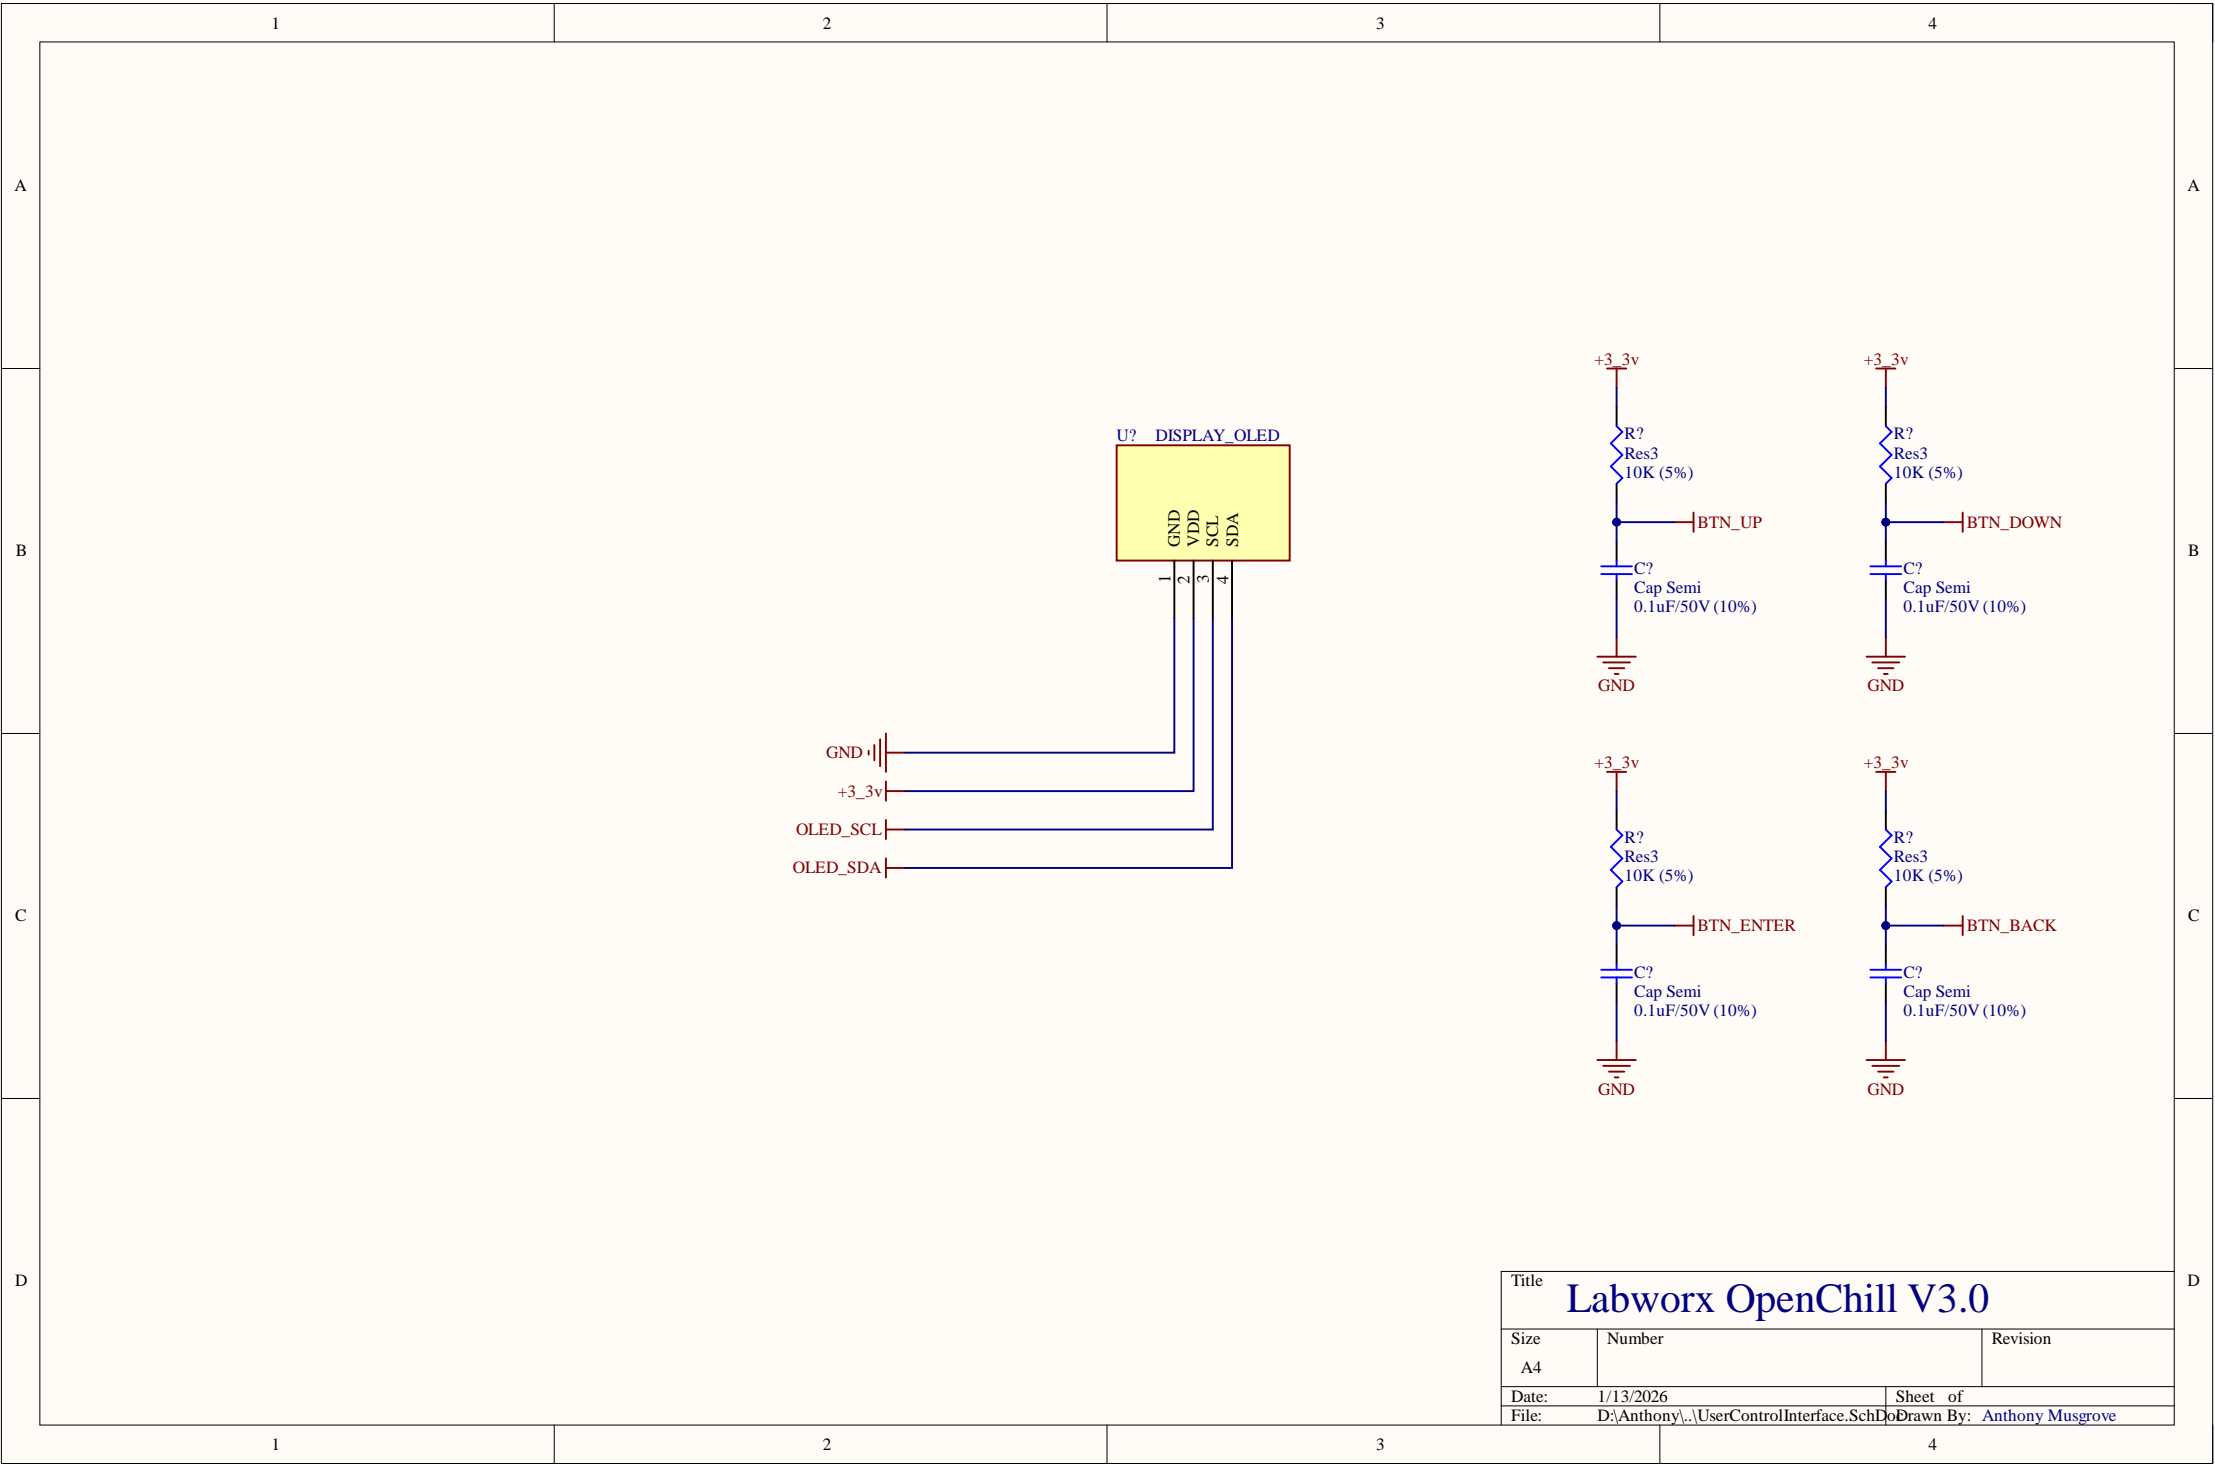 1 2 3 4
A A
+3_3v +3_3v
U? DISPLAY_OLED
R? R?
Res3 Res3
10K (5%) 10K (5%)
GND VDD SCL SDA
BTN_UP BTN_DOWN
B B
1 2 3 4
C? C?
Cap Semi Cap Semi
0.1uF/50V (10%) 0.1uF/50V (10%)
GND GND
GND
+3_3v +3_3v
+3_3v
OLED_SCL
R? R?
Res3 Res3
OLED_SDA
10K (5%) 10K (5%)
C C
BTN_ENTER BTN_BACK
C? C?
Cap Semi Cap Semi
0.1uF/50V (10%) 0.1uF/50V (10%)
GND GND
D D
Title Labworx OpenChill V3.0
Size Number Revision
A4
Date: 1/13/2026 Sheet of
File: D:\Anthony\..\UserControlInterface.SchDoc Drawn By: Anthony Musgrove
1 2 3 4